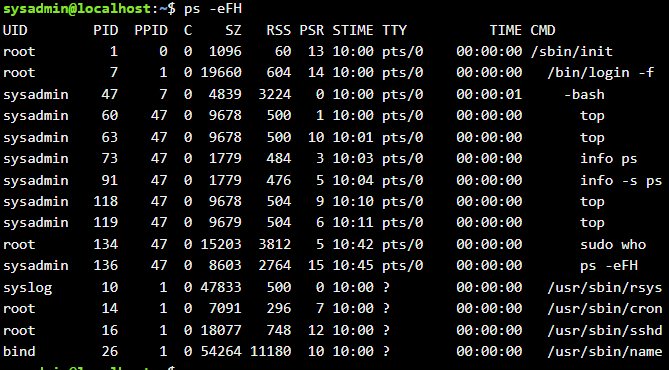 sysadmin@localhost:~$ ps -eFH
UID        PID  PPID  C    SZ   RSS PSR STIME TTY          TIME CMD
root         1     0  0  1096    60  13 10:00 pts/0    00:00:00 /sbin/init
root         7     1  0 19660   604  14 10:00 pts/0    00:00:00   /bin/login -f
sysadmin    47     7  0  4839  3224   0 10:00 pts/0    00:00:01     -bash
sysadmin    60    47  0  9678   500   1 10:00 pts/0    00:00:00       top
sysadmin    63    47  0  9678   500  10 10:01 pts/0    00:00:00       top
sysadmin    73    47  0  1779   484   3 10:03 pts/0    00:00:00       info ps
sysadmin    91    47  0  1779   476   5 10:04 pts/0    00:00:00       info -s ps
sysadmin   118    47  0  9678   504   9 10:10 pts/0    00:00:00       top
sysadmin   119    47  0  9679   504   6 10:11 pts/0    00:00:00       top
root       134    47  0 15203  3812   5 10:42 pts/0    00:00:00       sudo who
sysadmin   136    47  0  8603  2764  15 10:45 pts/0    00:00:00       ps -eFH
syslog      10     1  0 47833   500   0 10:00 ?        00:00:00   /usr/sbin/rsys
root        14     1  0  7091   296   7 10:00 ?        00:00:00   /usr/sbin/cron
root        16     1  0 18077   748  12 10:00 ?        00:00:00   /usr/sbin/sshd
bind        26     1  0 54264 11180  10 10:00 ?        00:00:00   /usr/sbin/name